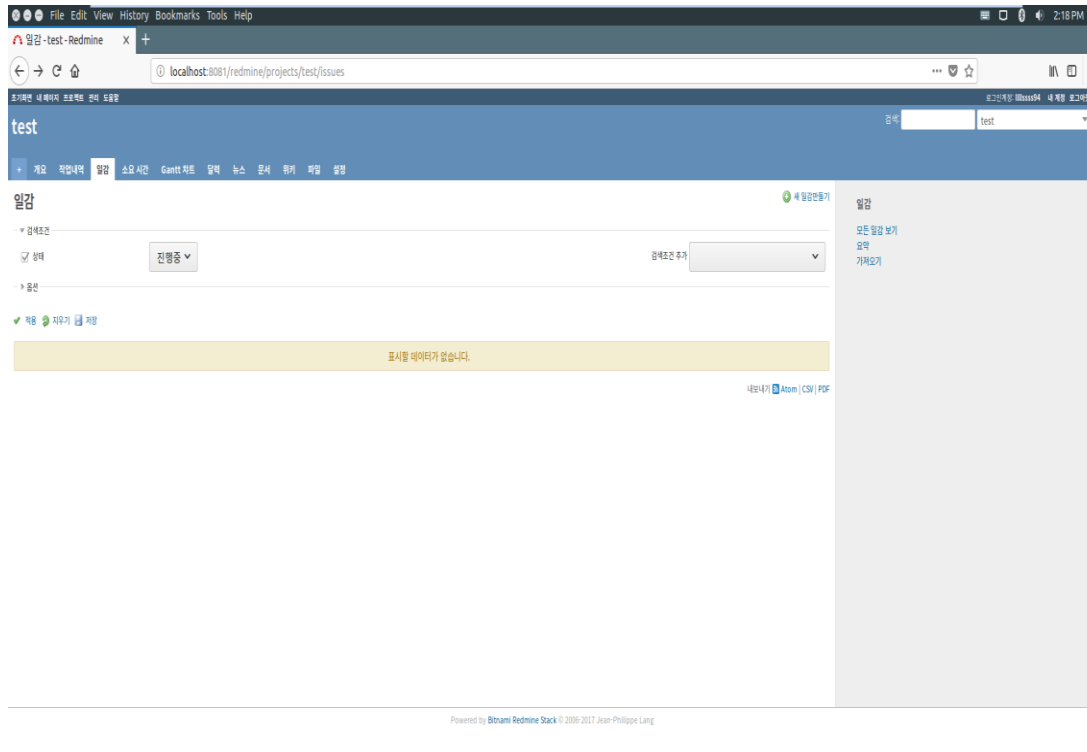 File Edit View History Bookmarks Tools Help 2:18 PM
일감 - test - Redmine X +
localhost:8081/redmine/projects/test/issues
초기화면 내 페이지 프로젝트 관리 도움말 로그인계정: 내 계정 로그아웃
test 검색: test
+ 개요 작업내역 일감 소요 시간 Gantt 차트 달력 뉴스 문서 위키 파일 설정
일감 새 일감만들기
검색조건
상태 진행중 검색조건 추가
옵션
적용 지우기 저장
표시할 데이터가 없습니다.
내보내기 Atom | CSV | PDF
일감
모든 일감 보기
요약
가져오기
Powered by Bitnami Redmine Stack © 2006-2017 Jean-Philippe Lang